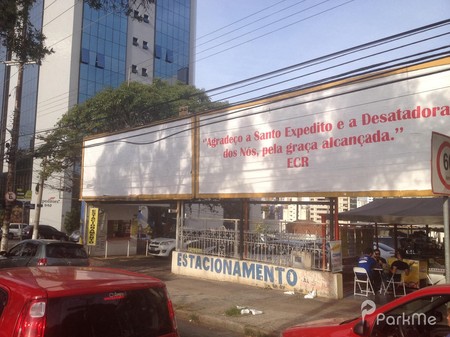 "Agradeço a Santo Expedito e a Desatadora
dos Nós, pela graça alcançada."
ECR
ESTACIONAMENTO
ParkMe